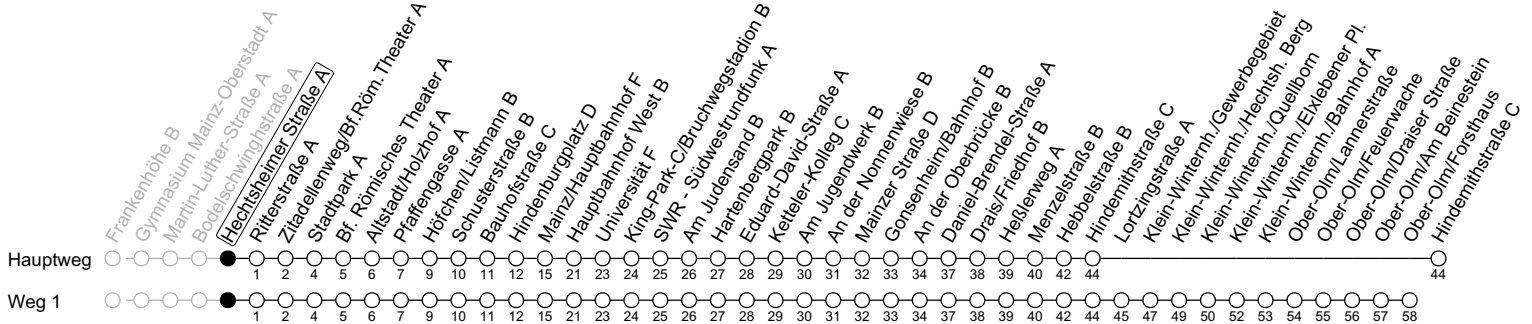 Frankenhöhe B
Gymnasium Mainz-Oberstadt A
Martin-Luther-Straße A
Bodelschwinghstraße A
Hechtsheimer Straße A
Ritterstraße A
Zitadellenweg/Bf.Röm. Theater A
Stadtpark A
Bf. Römisches Theater A
Altstadt/Holzhof A
Pfaffengasse A
Höfchen/Listmann B
Schusterstraße B
Bauhofstraße C
Hindenburgplatz D
Mainz/Hauptbahnhof F
Hauptbahnhof West B
Universität F
King-Park-C/Bruchwegstadion B
SWR - Südwestrundfunk A
Am Judensand B
Hartenbergpark B
Eduard-David-Straße A
Ketteler-Kolleg C
Am Jugendwerk B
An der Nonnenwiese B
Mainzer Straße D
Gonsenheim/Bahnhof B
An der Oberbrücke B
Daniel-Brendel-Straße A
Drais/Friedhof B
Heßlerweg A
Menzelstraße B
Hebbelstraße B
Hindemithstraße C
Lortzingstraße A
Klein-Winternh./Gewerbegebiet
Klein-Winternh./Hechtsh. Berg
Klein-Winternh./Quellborn
Klein-Winternh./Exlebener Pl.
Klein-Winternh./Bahnhof A
Ober-Olm/Lannerstraße
Ober-Olm/Feuerwache
Ober-Olm/Draiser Straße
Ober-Olm/Am Beinestein
Ober-Olm/Forsthaus
Hindemithstraße C
Hauptweg
1 2 4 5 6 7 9 10 11 12 15 21 23 24 25 26 27 28 29 30 31 32 33 34 37 38 39 40 42 44 44
Weg 1
1 2 4 5 6 7 9 10 11 12 15 21 23 24 25 26 27 28 29 30 31 32 33 34 37 38 39 40 42 44 45 47 49 50 52 53 54 55 56 57 58